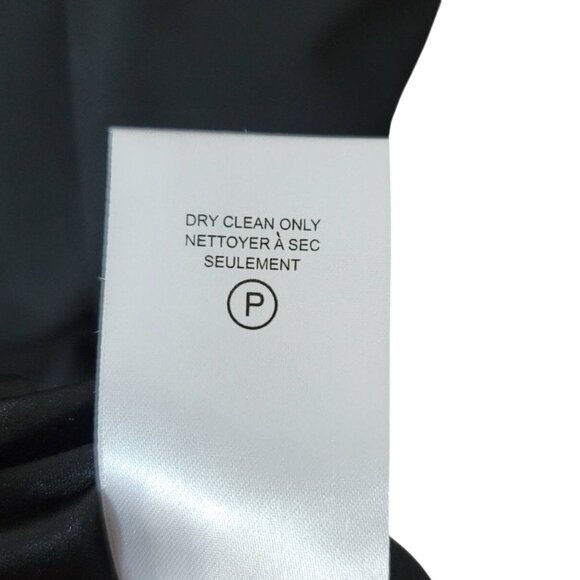 DRY CLEAN ONLY
NETTOYER À SEC
SEULEMENT
P